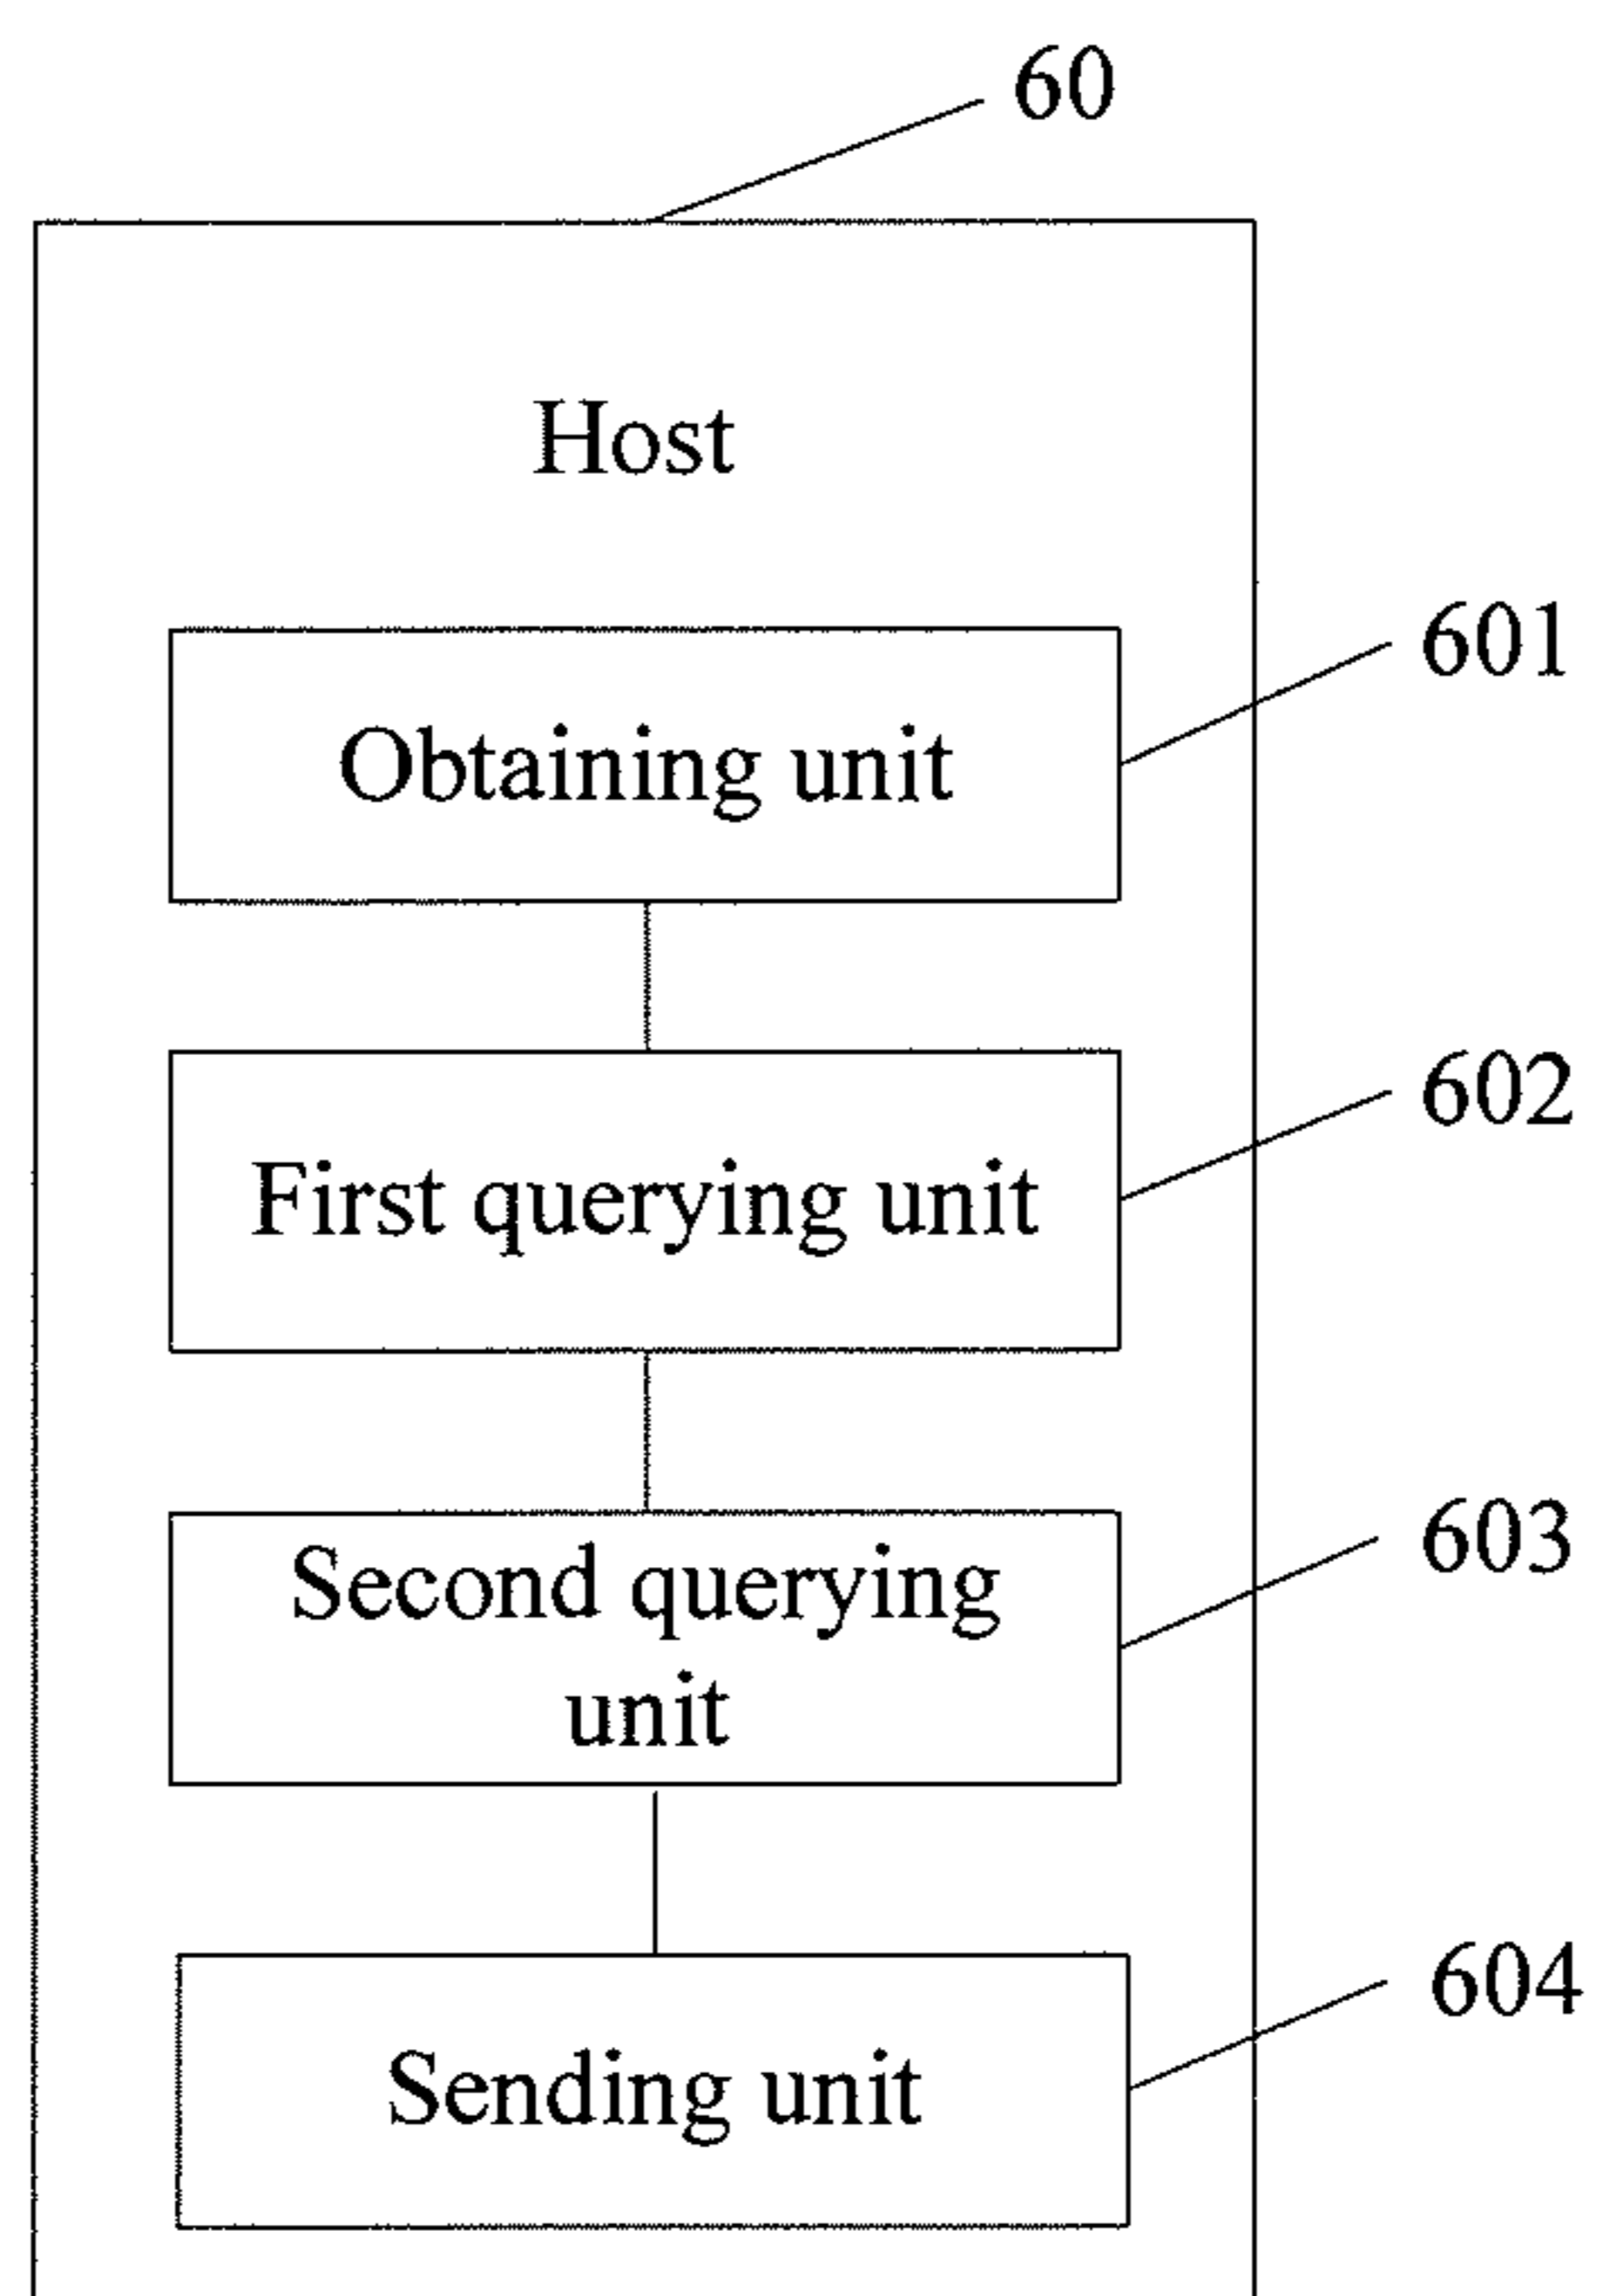 60
Host
601
Obtaining unit
602
First querying unit
603
Second querying
unit
604
Sending unit